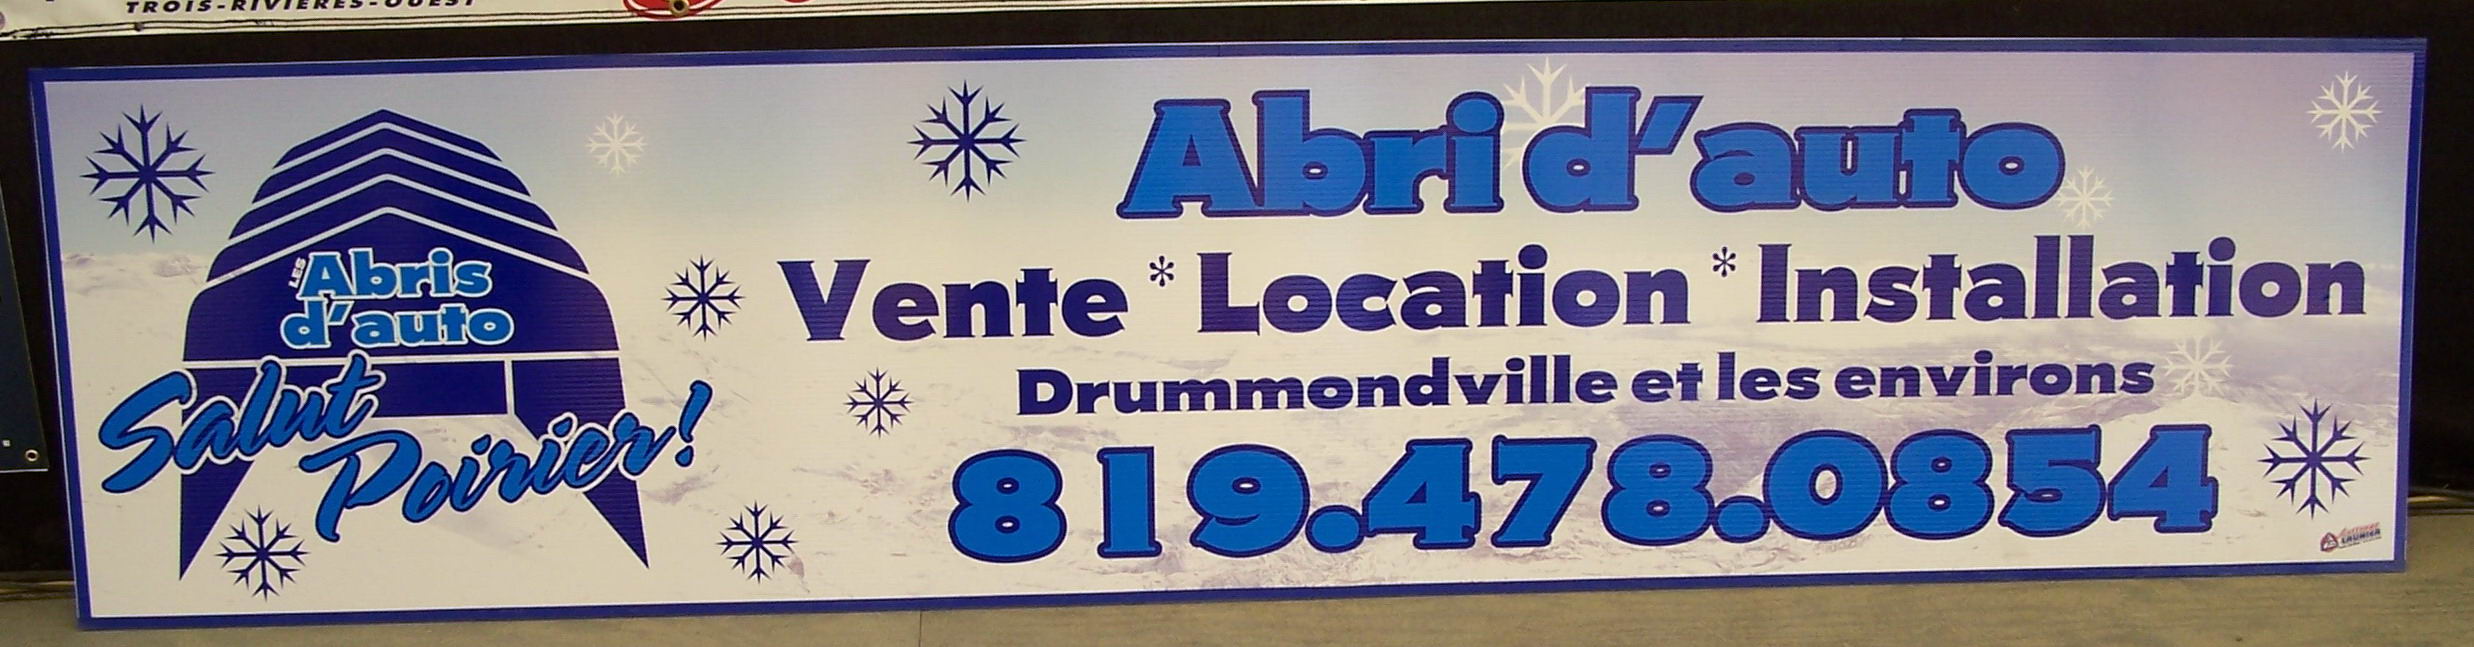 TROIS-RIVIÈRES-OUEST
LES Abris
d'auto
Salut
Poirier!
Abri d'auto
Vente * Location * Installation
Drummondville et les environs
819.478.0854